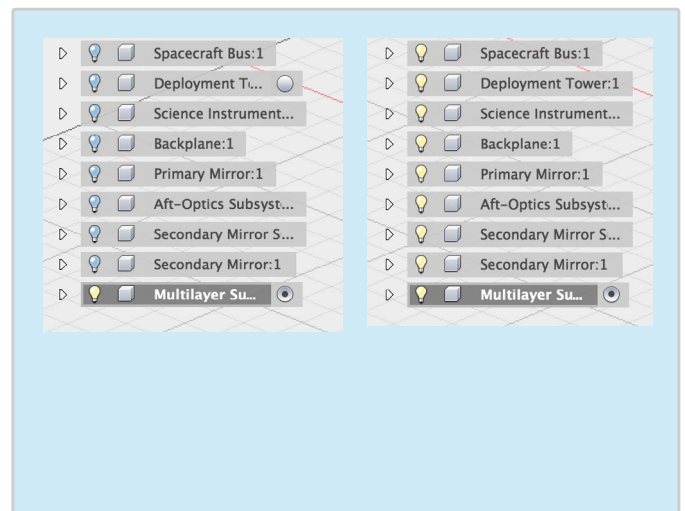 Spacecraft Bus:1
Deployment T...
Science Instrument...
Backplane:1
Primary Mirror:1
Aft-Optics Subsyst...
Secondary Mirror S...
Secondary Mirror:1
Multilayer Su...
Spacecraft Bus:1
Deployment Tower:1
Science Instrument...
Backplane:1
Primary Mirror:1
Aft-Optics Subsyst...
Secondary Mirror S...
Secondary Mirror:1
Multilayer Su...